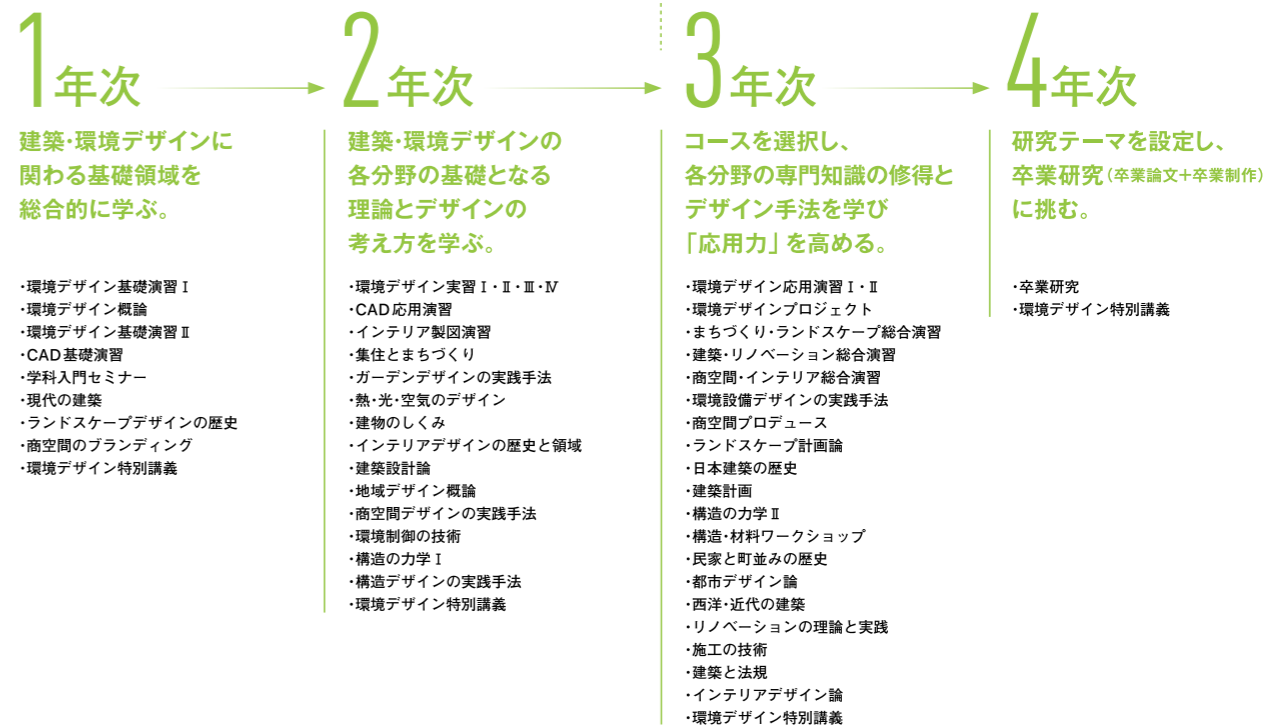 1年次
建築・環境デザインに
関わる基礎領域を
総合的に学ぶ。
・環境デザイン基礎演習Ⅰ
・環境デザイン概論
・環境デザイン基礎演習Ⅱ
・CAD基礎演習
・学科入門セミナー
・現代の建築
・ランドスケープデザインの歴史
・商空間のブランディング
・環境デザイン特別講義
2年次
建築・環境デザインの
各分野の基礎となる
理論とデザインの
考え方を学ぶ。
・環境デザイン実習Ⅰ・Ⅱ・Ⅲ・Ⅳ
・CAD応用演習
・インテリア製図演習
・集住とまちづくり
・ガーデンデザインの実践手法
・熱・光・空気のデザイン
・建物のしくみ
・インテリアデザインの歴史と領域
・建築設計論
・地域デザイン概論
・商空間デザインの実践手法
・環境制御の技術
・構造の力学Ⅰ
・構造デザインの実践手法
・環境デザイン特別講義
3年次
コースを選択し、
各分野の専門知識の修得と
デザイン手法を学び
「応用力」を高める。
・環境デザイン応用演習Ⅰ・Ⅱ
・環境デザインプロジェクト
・まちづくり・ランドスケープ総合演習
・建築・リノベーション総合演習
・商空間・インテリア総合演習
・環境設備デザインの実践手法
・商空間プロデュース
・ランドスケープ計画論
・日本建築の歴史
・建築計画
・構造の力学Ⅱ
・構造・材料ワークショップ
・民家と町並みの歴史
・都市デザイン論
・西洋・近代の建築
・リノベーションの理論と実践
・施工の技術
・建築と法規
・インテリアデザイン論
・環境デザイン特別講義
4年次
研究テーマを設定し、
卒業研究（卒業論文+卒業制作）
に挑む。
・卒業研究
・環境デザイン特別講義